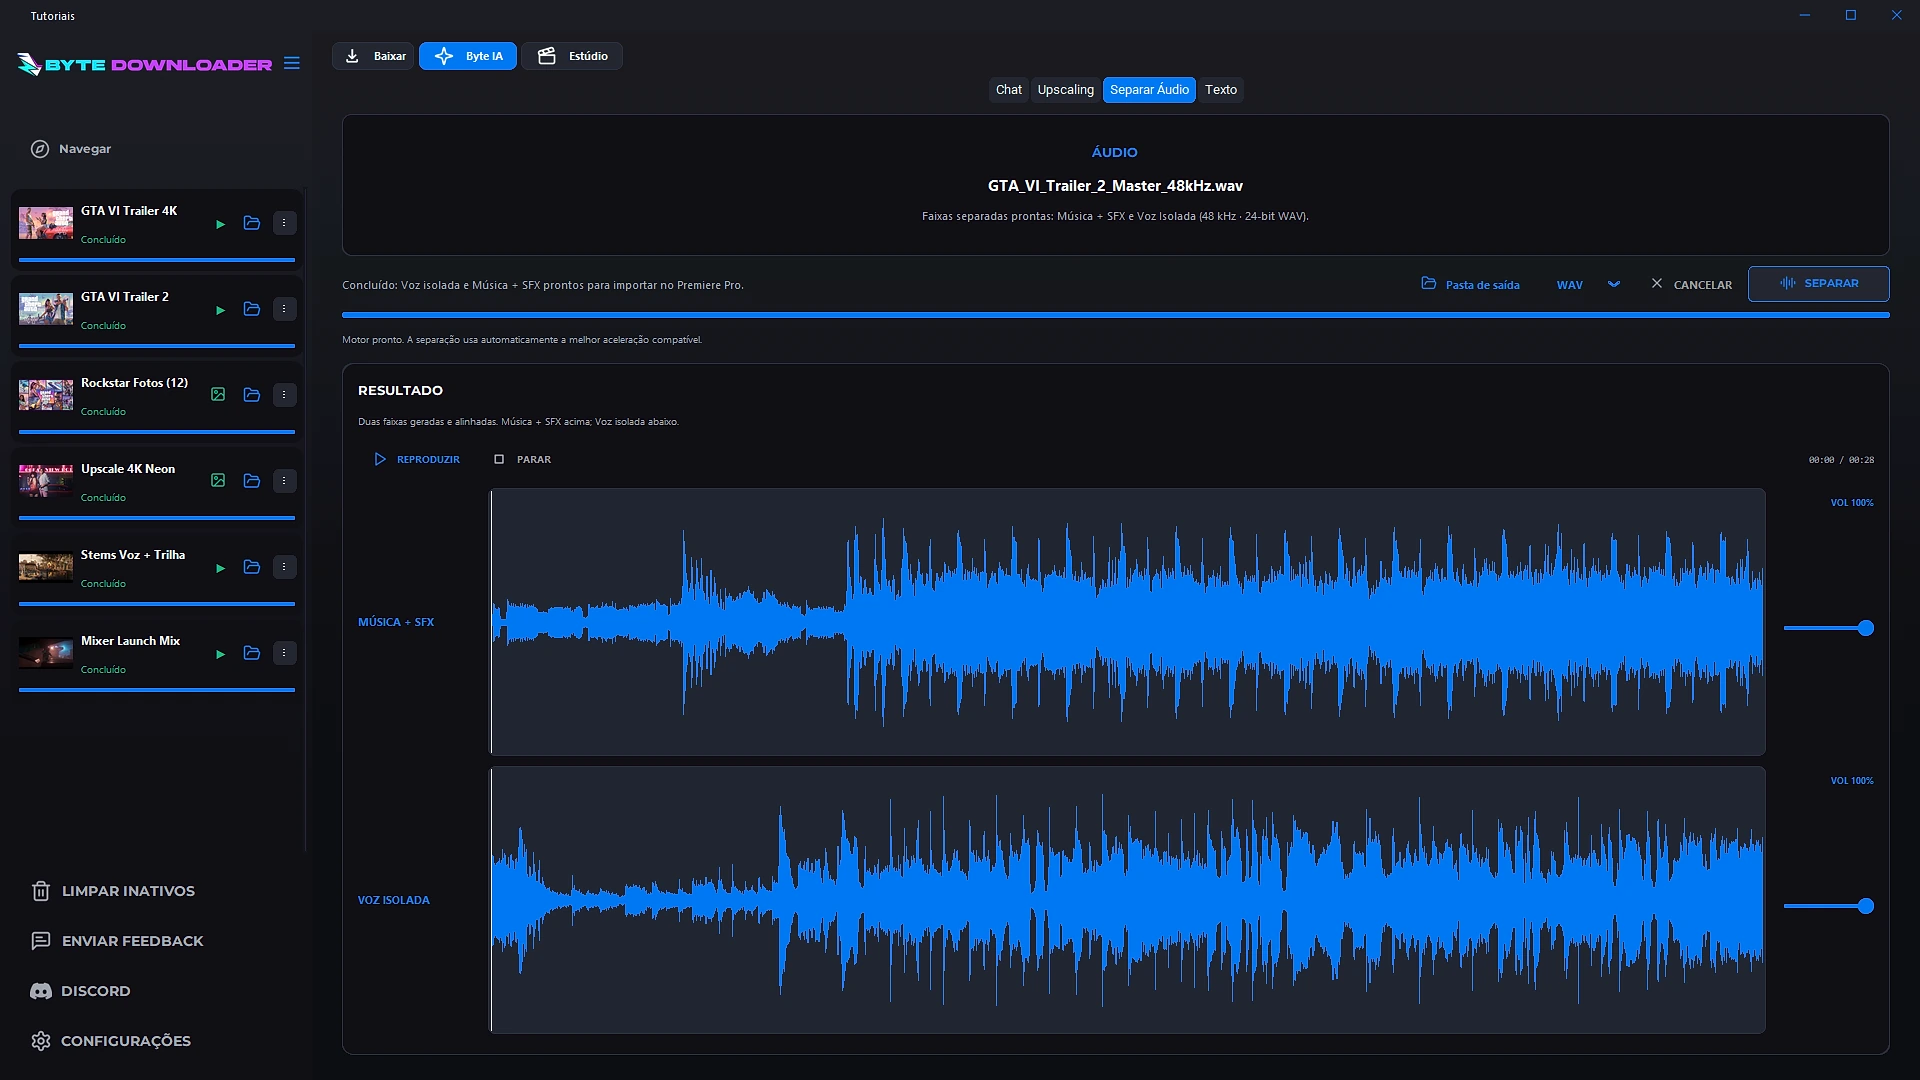 Tutoriais
BYTE DOWNLOADER
Navegar
GTA VI Trailer 4K
Concluído
GTA VI Trailer 2
Concluído
Rockstar Fotos (12)
Concluído
Upscale 4K Neon
Concluído
Stems Voz + Trilha
Concluído
Mixer Launch Mix
Concluído
LIMPAR INATIVOS
ENVIAR FEEDBACK
DISCORD
CONFIGURAÇÕES
Baixar Byte IA Estúdio
Chat Upscaling Separar Áudio Texto
ÁUDIO
GTA_VI_Trailer_2_Master_48kHz.wav
Faixas separadas prontas: Música + SFX e Voz Isolada (48 kHz · 24-bit WAV).
Concluído: Voz isolada e Música + SFX prontos para importar no Premiere Pro.
Pasta de saída WAV CANCELAR SEPARAR
Motor pronto. A separação usa automaticamente a melhor aceleração compatível.
RESULTADO
Duas faixas geradas e alinhadas. Música + SFX acima; Voz isolada abaixo.
REPRODUZIR PARAR 00:00 / 00:28
VOL 100%
MÚSICA + SFX
VOL 100%
VOZ ISOLADA